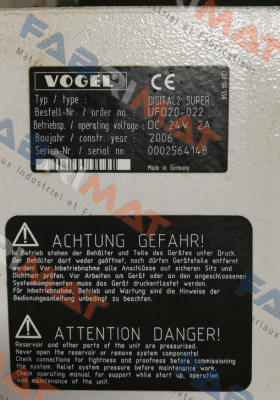 VOGEL®
CE
Typ / type : DIGITAL2 SUPER
Bestell-Nr. / order no. : UFD20-022
Betriebsp. / operating voltage : DC 24V 2A
Baujahr / constr. year : 2006
Serien-Nr. / serial no. : 0002564148
Made in Germany
ACHTUNG GEFAHR!
In Betrieb stehen der Behälter und Teile des Gerätes unter Druck.
Der Behälter darf weder geöffnet, noch dürfen Geräteteile entfernt
werden. Vor Inbetriebnahme alle Anschlüsse auf sicheren Sitz und
Dichtheit prüfen. Vor Arbeiten am Gerät oder an den angeschlossenen
Systemkomponenten muss das Gerät druckentlastet werden.
Für Inbetriebnahme, Betrieb und Wartung sind die Hinweise der
Bedienungsanleitung unbedingt zu beachten.
ATTENTION DANGER!
Reservoir and other parts of the unit are pressurized.
Never open the reservoir or remove system components!
Check connections for tightness and proofness before commissioning
the system. Relief system pressure before maintenance work.
Check operating manual for support while start up, operation
and maintenance of the unit.
FABRIMAT